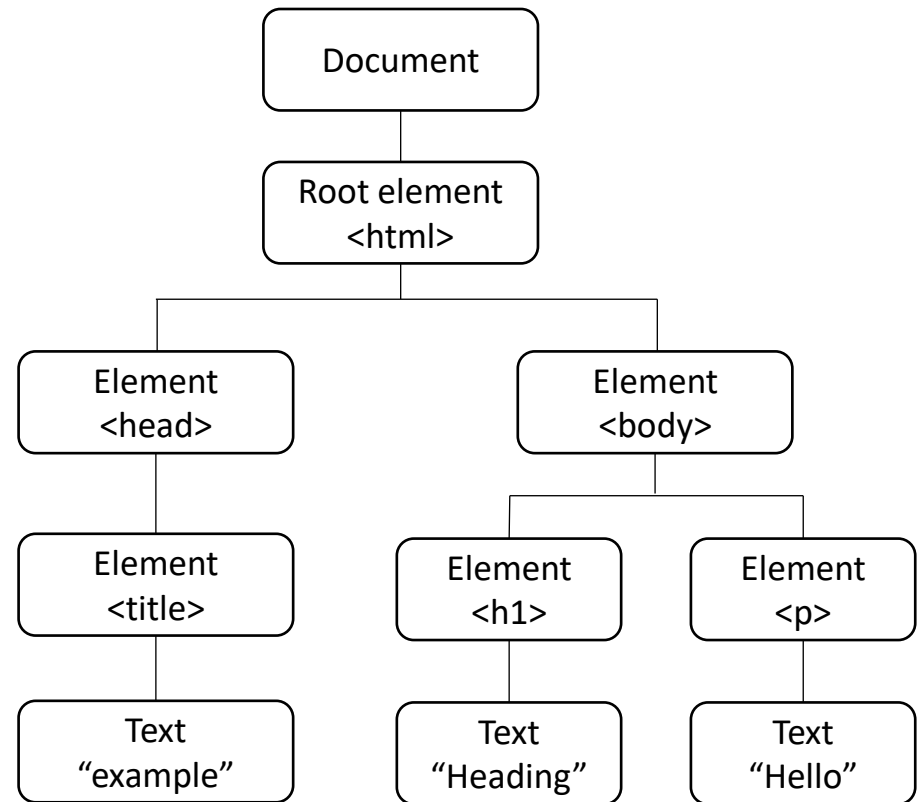 Document
Root element
<html>
Element
<head>
Element
<body>
Element
<title>
Element
<h1>
Element
<p>
Text
“example”
Text
“Heading”
Text
“Hello”